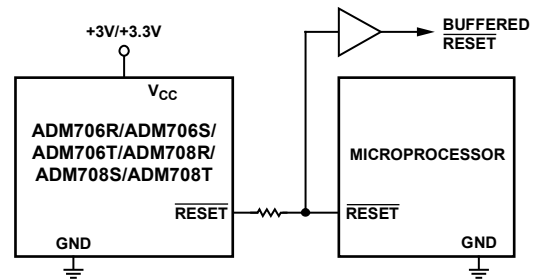 +3V/+3.3V
BUFFERED
RESET
VCC
ADM706R/ADM706S/
ADM706T/ADM708R/
ADM708S/ADM708T
MICROPROCESSOR
RESET
RESET
GND
GND